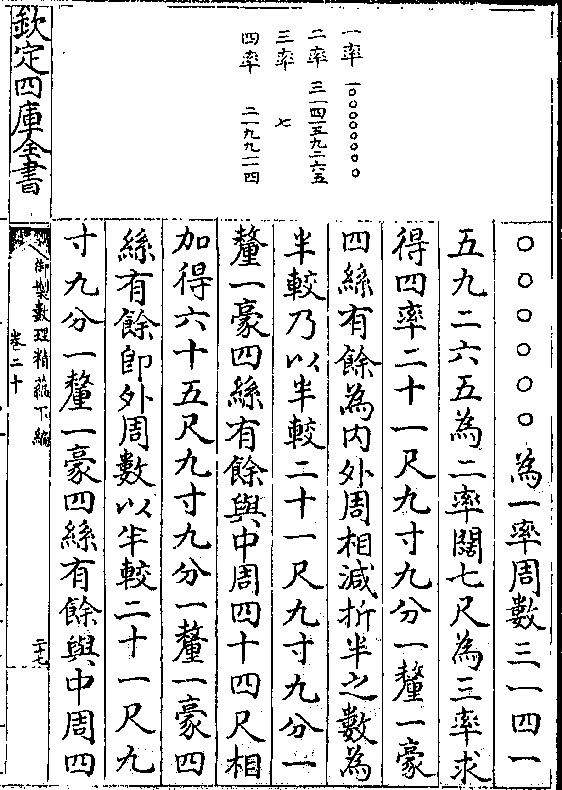 一率 一〇〇〇〇〇〇〇
二率 三一四一五九二六五
三率 七
四率 二一九九一一四
〇〇〇〇〇〇為一率周數三一四一
五九二六五為二率闊七尺為三率求
得四率二十一尺九寸九分一釐一豪
四絲有餘為内外周相減折半之數為
半較乃以半較二十一尺九寸九分一
釐一豪四絲有餘與中周四十四尺相
加得六十五尺九寸九分一釐一豪四
絲有餘卽外周數以半較二十一尺九
寸九分一釐一豪四絲有餘與中周四
欽定四庫全書
御製數理精蘊下編
卷二十
二十七